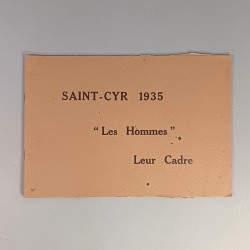 SAINT-CYR 1935
"Les Hommes"
Leur Cadre